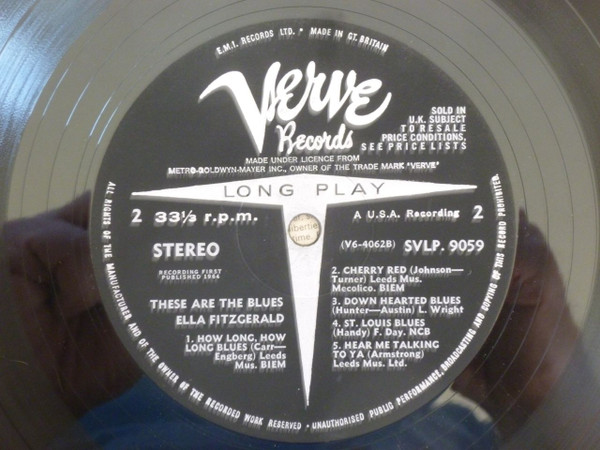 E.M.I. RECORDS LTD. • MADE IN GT. BRITAIN
Verve
Records
SOLD IN
U.K. SUBJECT
TO RESALE
PRICE CONDITIONS,
SEE PRICE LISTS
MADE UNDER LICENCE FROM
METRO-GOLDWYN-MAYER INC., OWNER OF THE TRADE MARK "VERVE"
LONG PLAY
2 33⅓ r.p.m.
A U.S.A. Recording 2
STEREO
(V6-4062B) SVLP. 9059
RECORDING FIRST
PUBLISHED 1964
THESE ARE THE BLUES
ELLA FITZGERALD
1. HOW LONG, HOW
LONG BLUES (Carr—
Engberg) Leeds
Mus. BIEM
2. CHERRY RED (Johnson—
Turner) Leeds Mus.
Mecolico. BIEM
3. DOWN HEARTED BLUES
(Hunter—Austin) L. Wright
4. ST. LOUIS BLUES
(Handy) F. Day. NCB
5. HEAR ME TALKING
TO YA (Armstrong)
Leeds Mus. Ltd.
ALL RIGHTS OF THE MANUFACTURER AND OF THE OWNER OF THE RECORDED WORK RESERVED • UNAUTHORISED PUBLIC PERFORMANCE, BROADCASTING AND COPYING OF THIS RECORD PROHIBITED